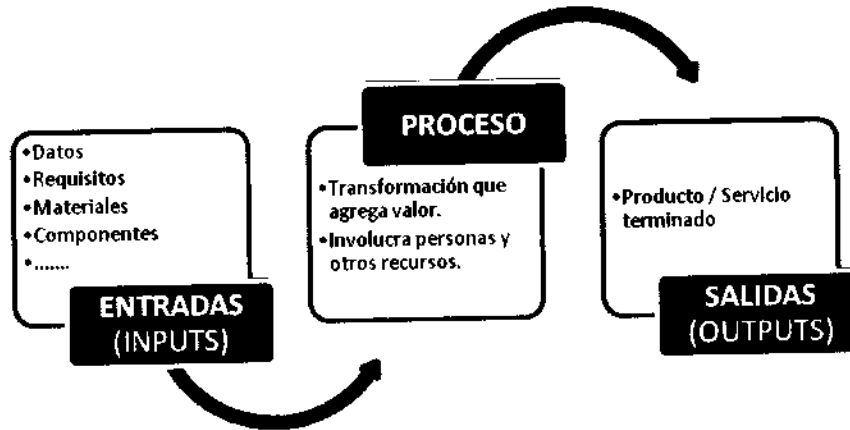 •Datos
•Requisitos
•Materiales
•Componentes
•.......
ENTRADAS
(INPUTS)
PROCESO
•Transformación que
agrega valor.
•Involucra personas y
otros recursos.
•Producto / Servicio
terminado
SALIDAS
(OUTPUTS)